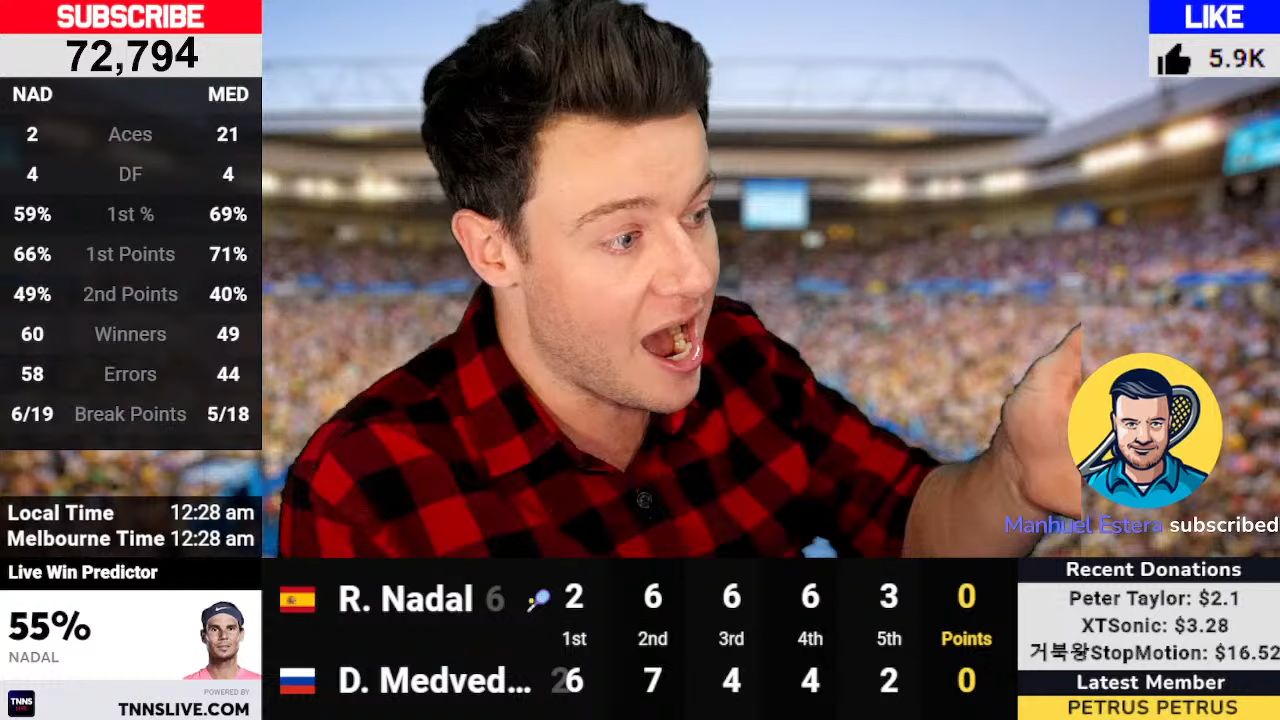 SUBSCRIBE
72,794
NAD MED
2 Aces 21
4 DF 4
59% 1st % 69%
66% 1st Points 71%
49% 2nd Points 40%
60 Winners 49
58 Errors 44
6/19 Break Points 5/18
Local Time 12:28 am
Melbourne Time 12:28 am
Live Win Predictor
55%
NADAL
POWERED BY
TNNS
LIVE
TNNSLIVE.COM
LIKE
5.9K
Manhuel Estera subscribed
R. Nadal 6 2 6 6 6 3 0
1st 2nd 3rd 4th 5th Points
D. Medved... 2 6 7 4 4 2 0
Recent Donations
Peter Taylor: $2.1
XTSonic: $3.28
거북왕StopMotion: $16.52
Latest Member
PETRUS PETRUS